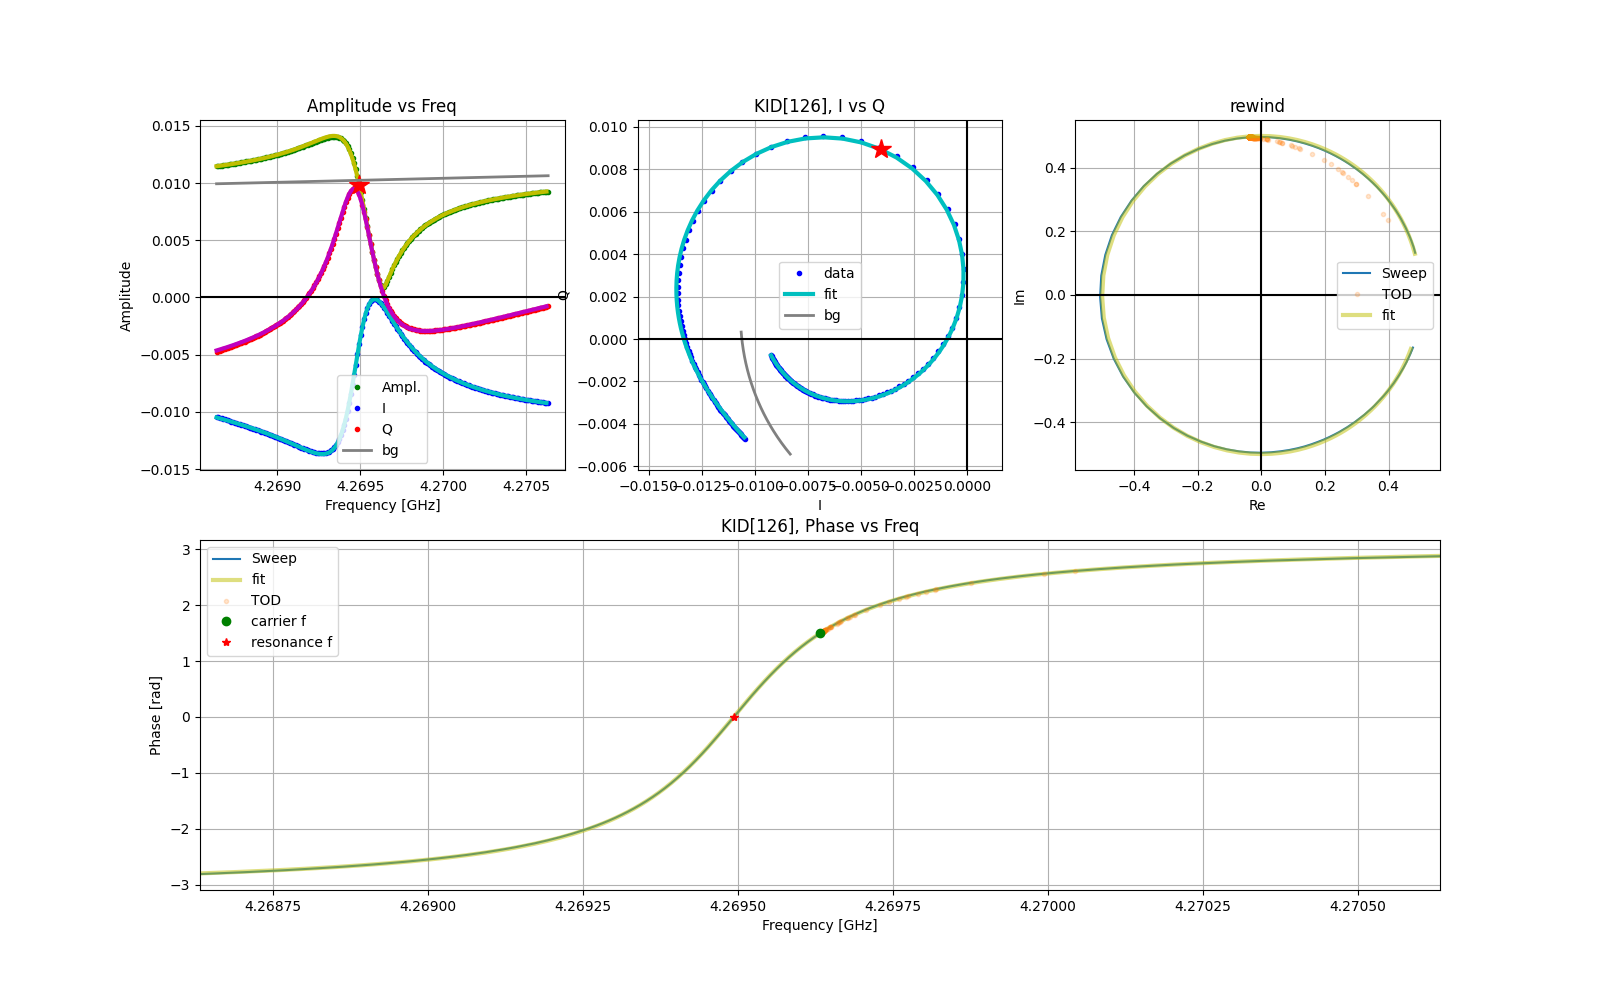 Amplitude vs Freq
0.015
0.010
0.005
0.000
−0.005
−0.010
−0.015
Amplitude
4.2690 4.2695 4.2700 4.2705
Frequency [GHz]
Ampl.
I
Q
bg
KID[126], I vs Q
0.010
0.008
0.006
0.004
0.002
0.000
−0.002
−0.004
−0.006
Q
−0.0150 −0.0125 −0.0100 −0.0075 −0.0050 −0.0025 0.0000
I
data
fit
bg
rewind
0.4
0.2
0.0
−0.2
−0.4
Im
−0.4 −0.2 0.0 0.2 0.4
Re
Sweep
TOD
fit
KID[126], Phase vs Freq
3
2
1
0
−1
−2
−3
Phase [rad]
4.26875 4.26900 4.26925 4.26950 4.26975 4.27000 4.27025 4.27050
Frequency [GHz]
Sweep
fit
TOD
carrier f
resonance f